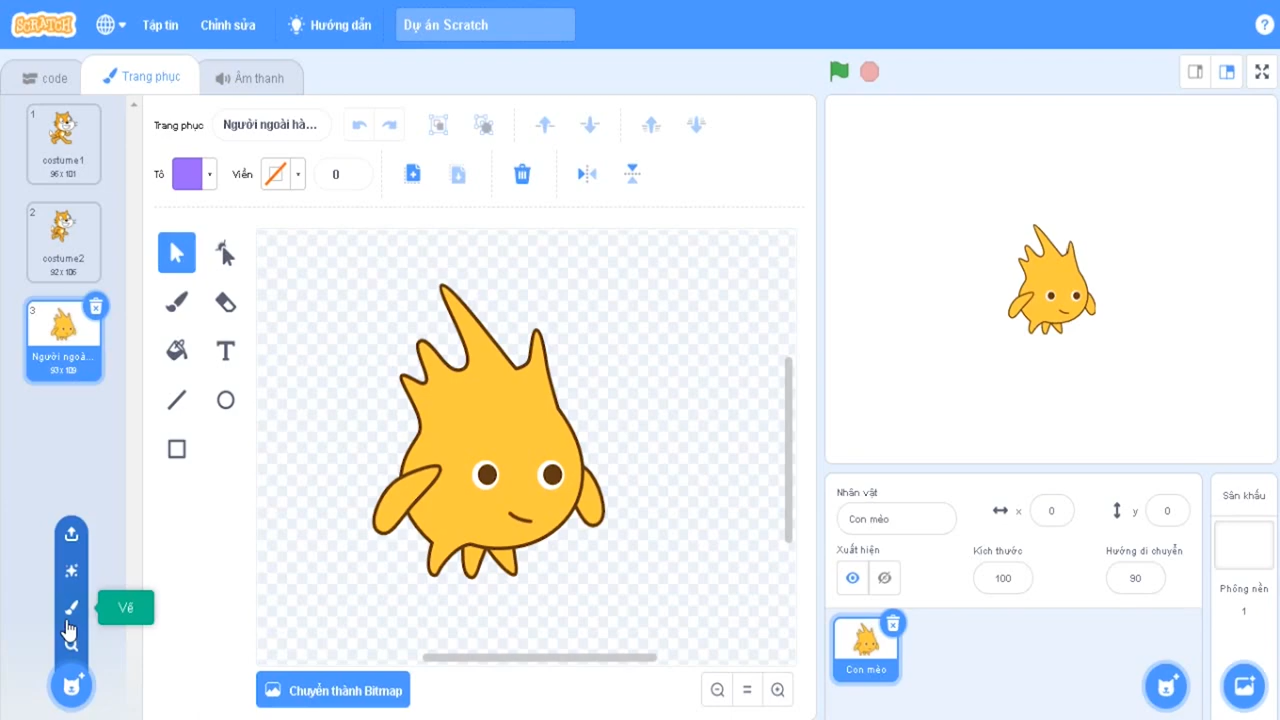 SCRATCH
Tập tin
Chỉnh sửa
Hướng dẫn
Dự án Scratch
?
code
Trang phục
Âm thanh
1
costume1
96 x 101
2
costume2
92 x 106
3
Người ngoà...
93 x 109
Vẽ
Trang phục
Người ngoài hà...
Tô
Viền
0
T
Chuyển thành Bitmap
Nhân vật
Con mèo
x
0
y
0
Xuất hiện
Kích thước
100
Hướng di chuyển
90
Con mèo
Sân khấu
Phông nền
1